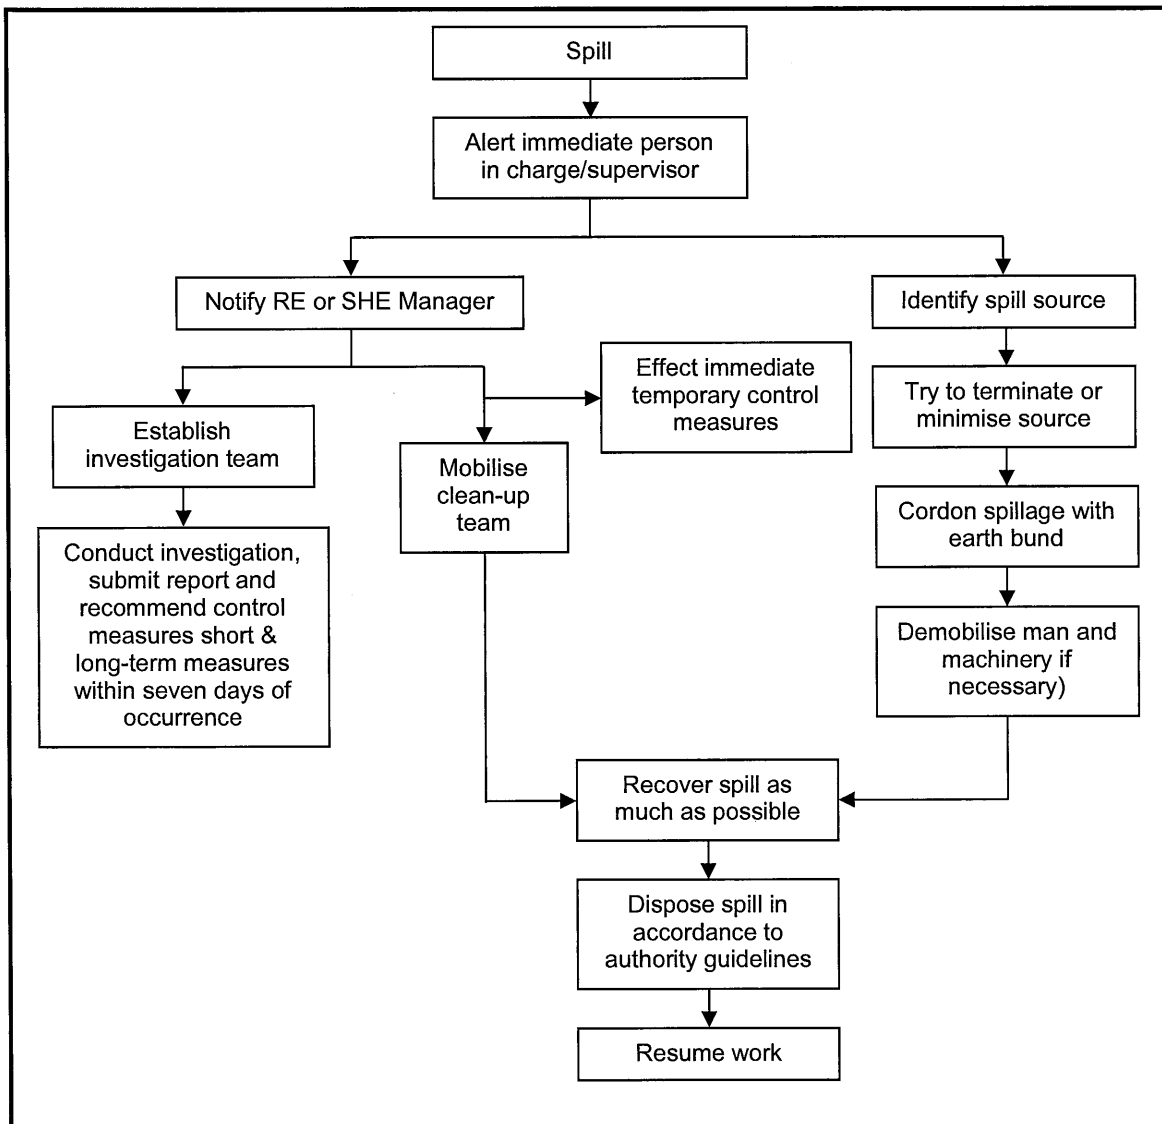 Spill
Alert immediate person
in charge/supervisor
Notify RE or SHE Manager
Identify spill source
Effect immediate
temporary control
measures
Try to terminate or
minimise source
Establish
investigation team
Mobilise
clean-up
team
Cordon spillage with
earth bund
Conduct investigation,
submit report and
recommend control
measures short &
long-term measures
within seven days of
occurrence
Demobilise man and
machinery if
necessary)
Recover spill as
much as possible
Dispose spill in
accordance to
authority guidelines
Resume work